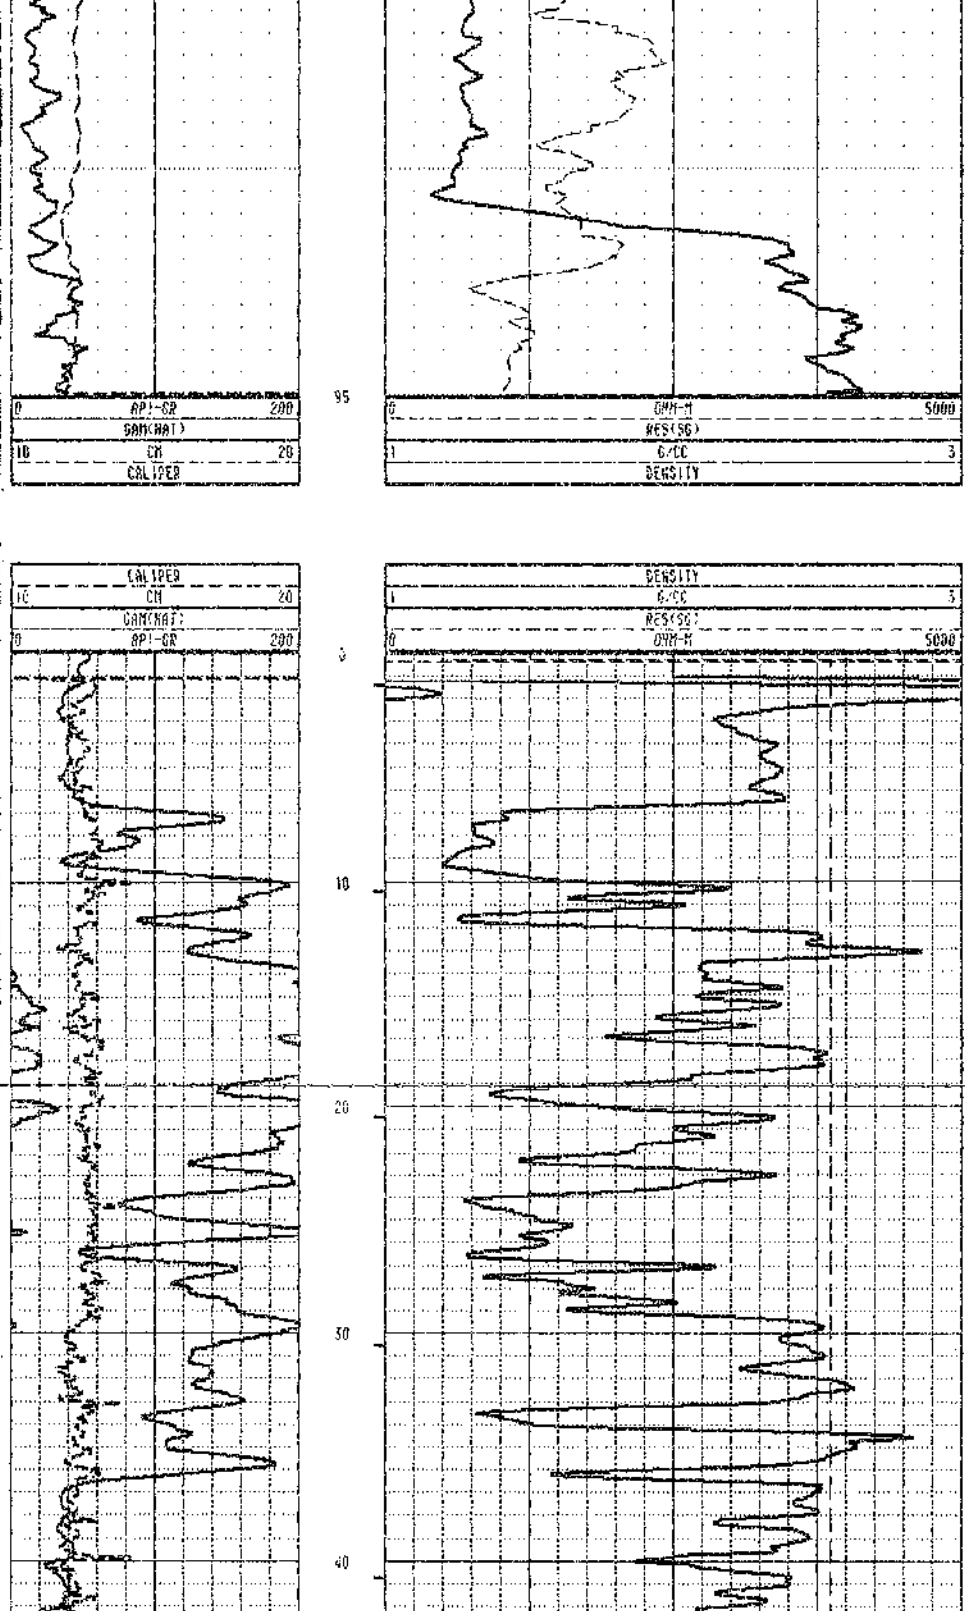 95
0 API-GR 200
GAM(NAT)
10 CM 20
CALIPER
0 OHM-M 5000
RES(SG)
1 G/CC 3
DENSITY
CALIPER
10 CM 20
GAM(NAT)
0 API-GR 200
DENSITY
1 G/CC 3
RES(SG)
0 OHM-M 5000
0
10
20
30
40